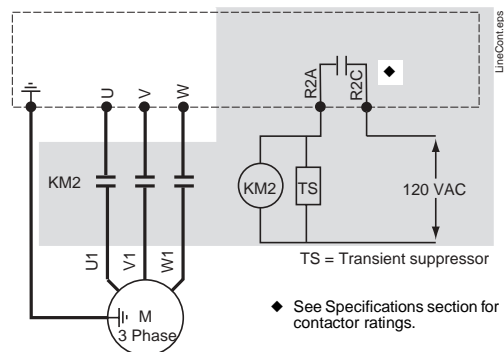 LineCont.eps
U
V
W
R2A
R2C
◆
KM2
KM2
TS
120 VAC
U1
V1
W1
TS = Transient suppressor
M
3 Phase
◆ See Specifications section for
contactor ratings.